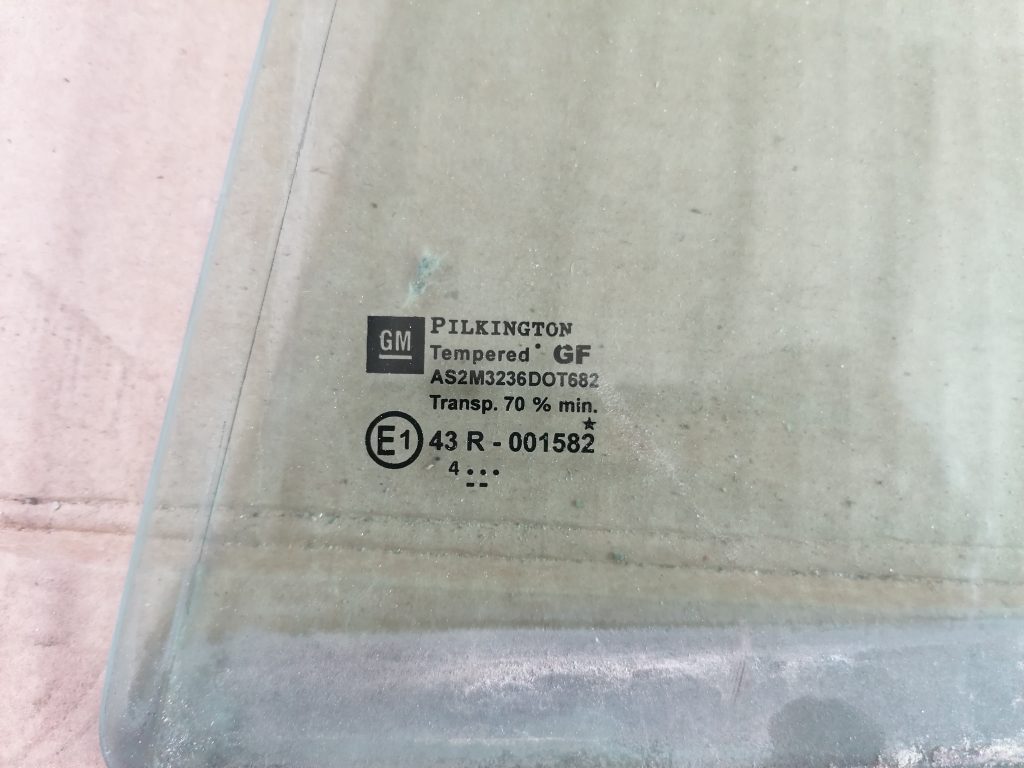 GM
PILKINGTON
Tempered • GF
AS2M3236DOT682
Transp. 70 % min.
★
E1 43 R - 001582
4 • • •
- -